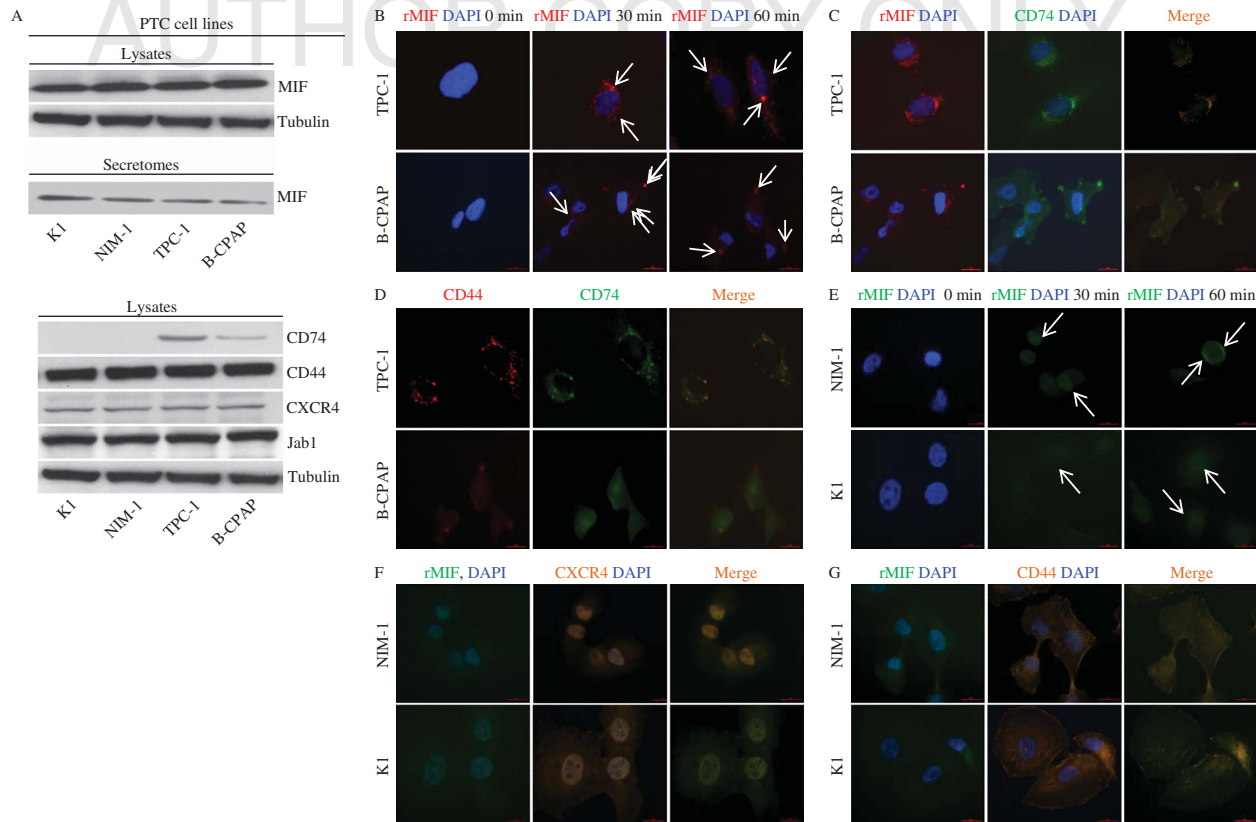 AUTHOR COPY ONLY
A
PTC cell lines
Lysates
MIF
Tubulin
Secretomes
MIF
K1
NIM-1
TPC-1
B-CPAP
Lysates
CD74
CD44
CXCR4
Jab1
Tubulin
K1
NIM-1
TPC-1
B-CPAP
B
rMIF DAPI 0 min
rMIF DAPI 30 min
rMIF DAPI 60 min
TPC-1
B-CPAP
C
rMIF DAPI
CD74 DAPI
Merge
TPC-1
B-CPAP
D
CD44
CD74
Merge
TPC-1
B-CPAP
E
rMIF DAPI 0 min
rMIF DAPI 30 min
rMIF DAPI 60 min
NIM-1
K1
F
rMIF, DAPI
CXCR4 DAPI
Merge
NIM-1
K1
G
rMIF DAPI
CD44 DAPI
Merge
NIM-1
K1